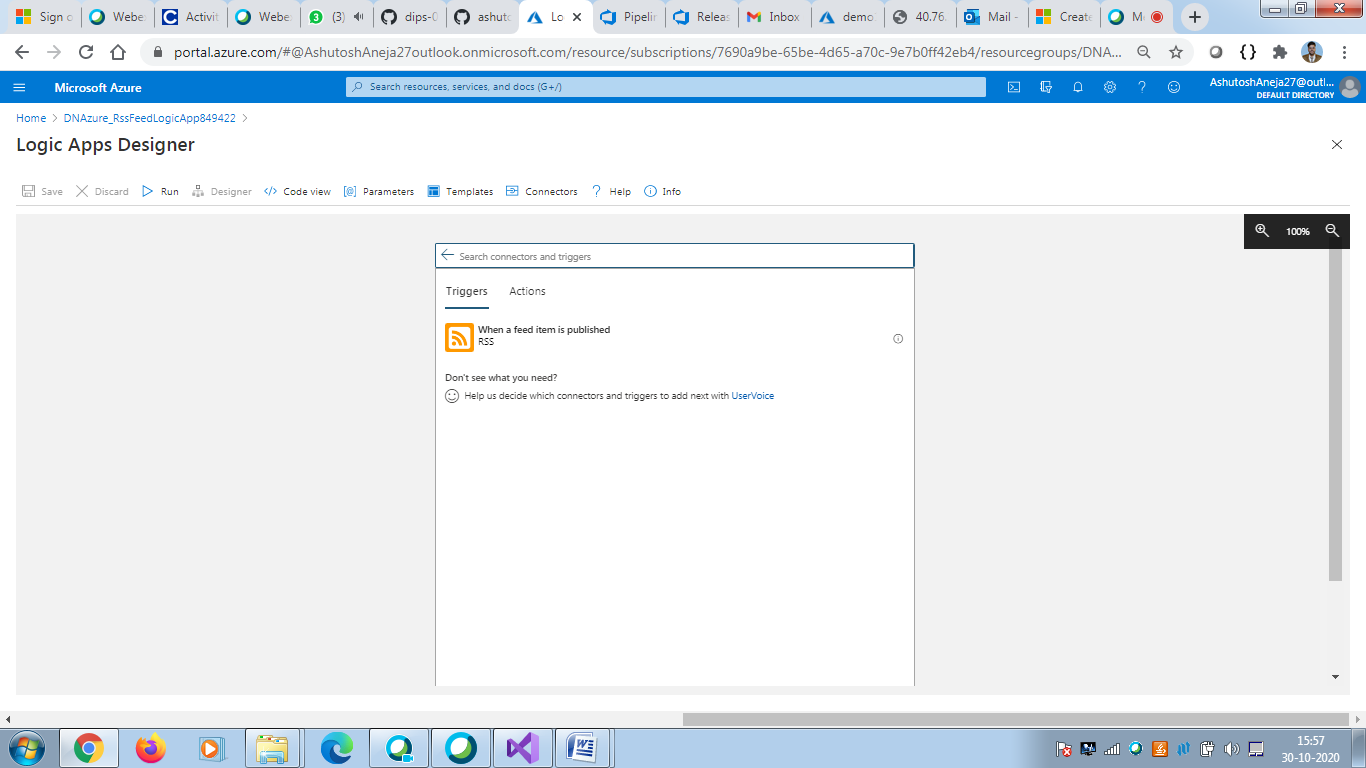 Sign o
Webex
Activit
Webex
3 (3)
dips-0
ashuto
Lo
Pipelin
Releas
Inbox
demo
40.76.
Mail -
Create
M
portal.azure.com/#@AshutoshAneja27outlook.onmicrosoft.com/resource/subscriptions/7690a9be-65be-4d65-a70c-9e7b0ff42eb4/resourcegroups/DNA...
Microsoft Azure
Search resources, services, and docs (G+/)
AshutoshAneja27@outl...
DEFAULT DIRECTORY
Home > DNAzure_RssFeedLogicApp849422 >
Logic Apps Designer
Save Discard Run Designer Code view Parameters Templates Connectors Help Info
100%
Search connectors and triggers
Triggers Actions
When a feed item is published
RSS
Don't see what you need?
Help us decide which connectors and triggers to add next with UserVoice
15:57
30-10-2020